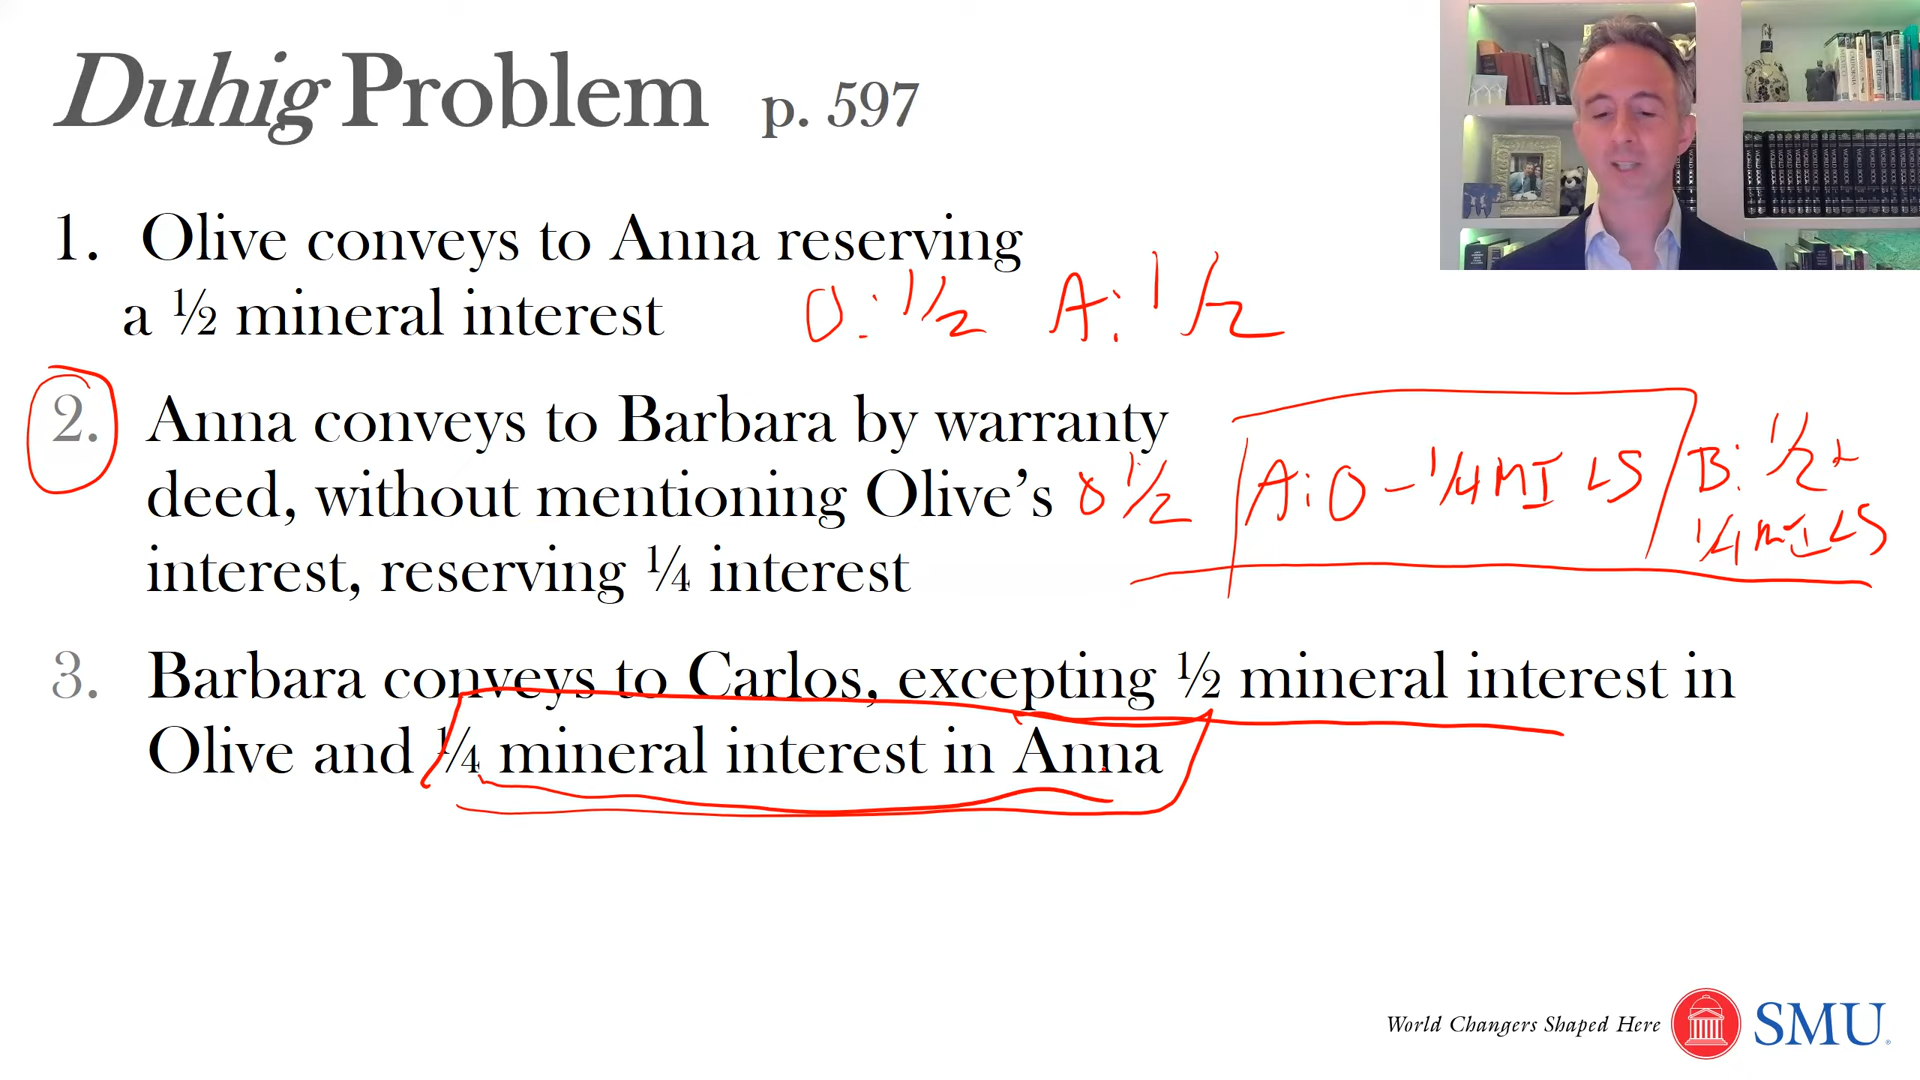 Duhig Problem p. 597
1. Olive conveys to Anna reserving
a ½ mineral interest
O: 1/2 A: 1/2
2. Anna conveys to Barbara by warranty
deed, without mentioning Olive's
interest, reserving ¼ interest
O 1/2
A: O - 1/4 MI LS
B: 1/2 +
1/4 MI LS
3. Barbara conveys to Carlos, excepting ½ mineral interest in
Olive and ¼ mineral interest in Anna
World Changers Shaped Here
SMU